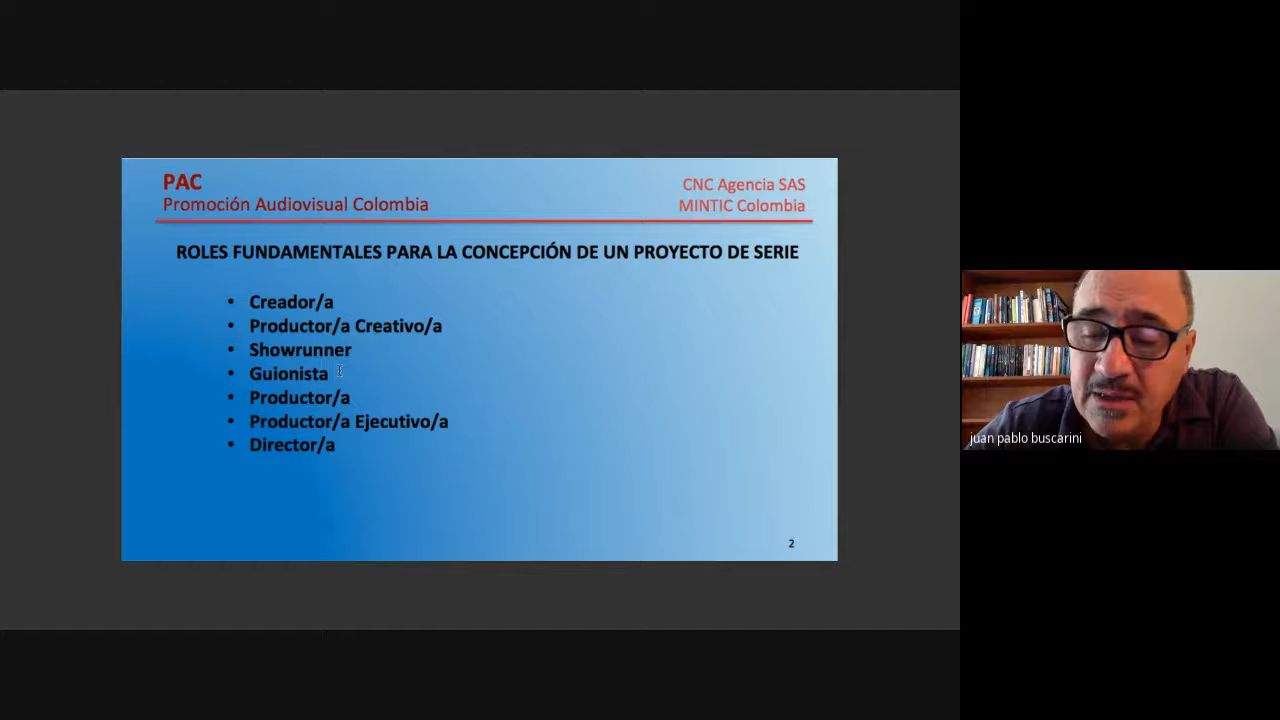 PAC
Promoción Audiovisual Colombia
CNC Agencia SAS
MINTIC Colombia
ROLES FUNDAMENTALES PARA LA CONCEPCIÓN DE UN PROYECTO DE SERIE
• Creador/a
• Productor/a Creativo/a
• Showrunner
• Guionista
• Productor/a
• Productor/a Ejecutivo/a
• Director/a
2
juan pablo buscarini